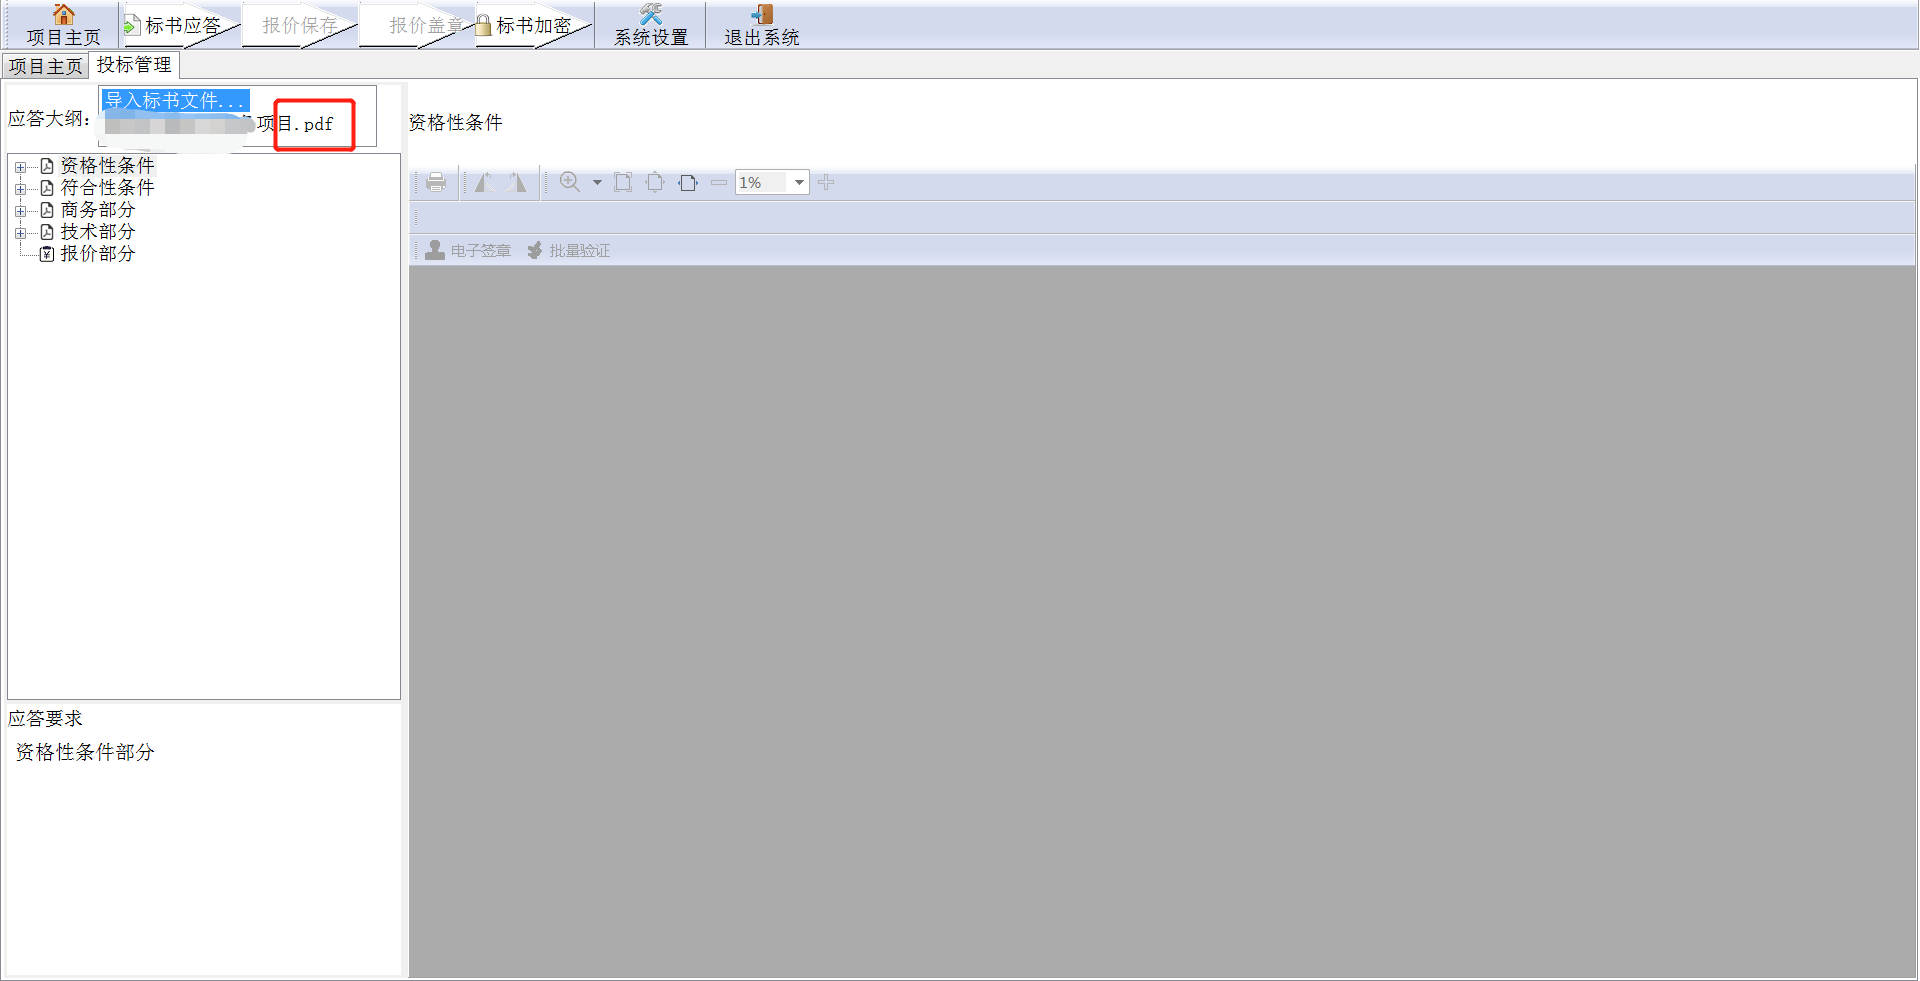 项目主页
标书应答
报价保存
报价盖章
标书加密
系统设置
退出系统
项目主页
投标管理
应答大纲:
导入标书文件...
项目.pdf
资格性条件
符合性条件
商务部分
技术部分
报价部分
资格性条件
1%
电子签章
批量验证
应答要求
资格性条件部分